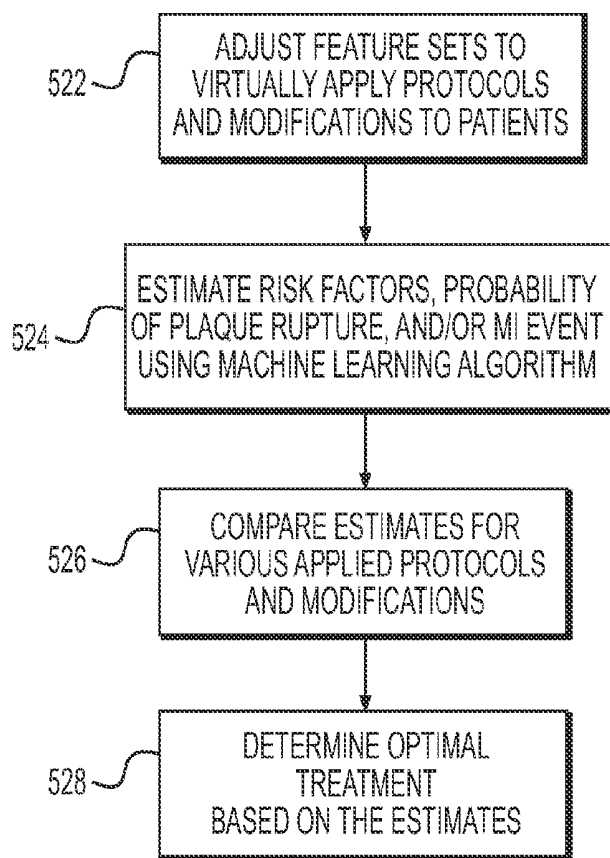 522
ADJUST FEATURE SETS TO
VIRTUALLY APPLY PROTOCOLS
AND MODIFICATIONS TO PATIENTS
524
ESTIMATE RISK FACTORS, PROBABILITY
OF PLAQUE RUPTURE, AND/OR MI EVENT
USING MACHINE LEARNING ALGORITHM
526
COMPARE ESTIMATES FOR
VARIOUS APPLIED PROTOCOLS
AND MODIFICATIONS
528
DETERMINE OPTIMAL
TREATMENT
BASED ON THE ESTIMATES